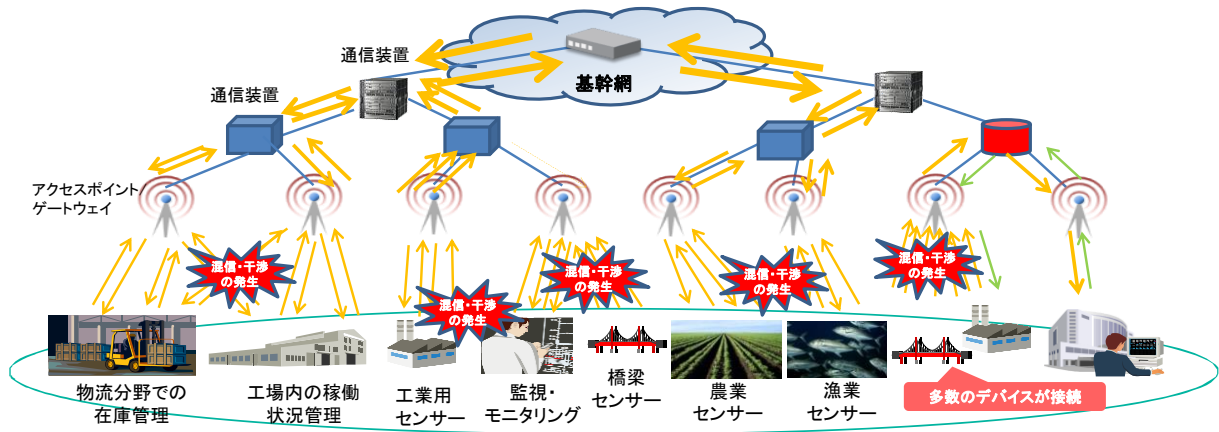 通信装置
基幹網
通信装置
アクセスポイント/
ゲートウェイ
混信・干渉
の発生
混信・干渉
の発生
混信・干渉
の発生
混信・干渉
の発生
混信・干渉
の発生
物流分野での
在庫管理
工場内の稼働
状況管理
工業用
センサー
監視・
モニタリング
橋梁
センサー
農業
センサー
漁業
センサー
多数のデバイスが接続